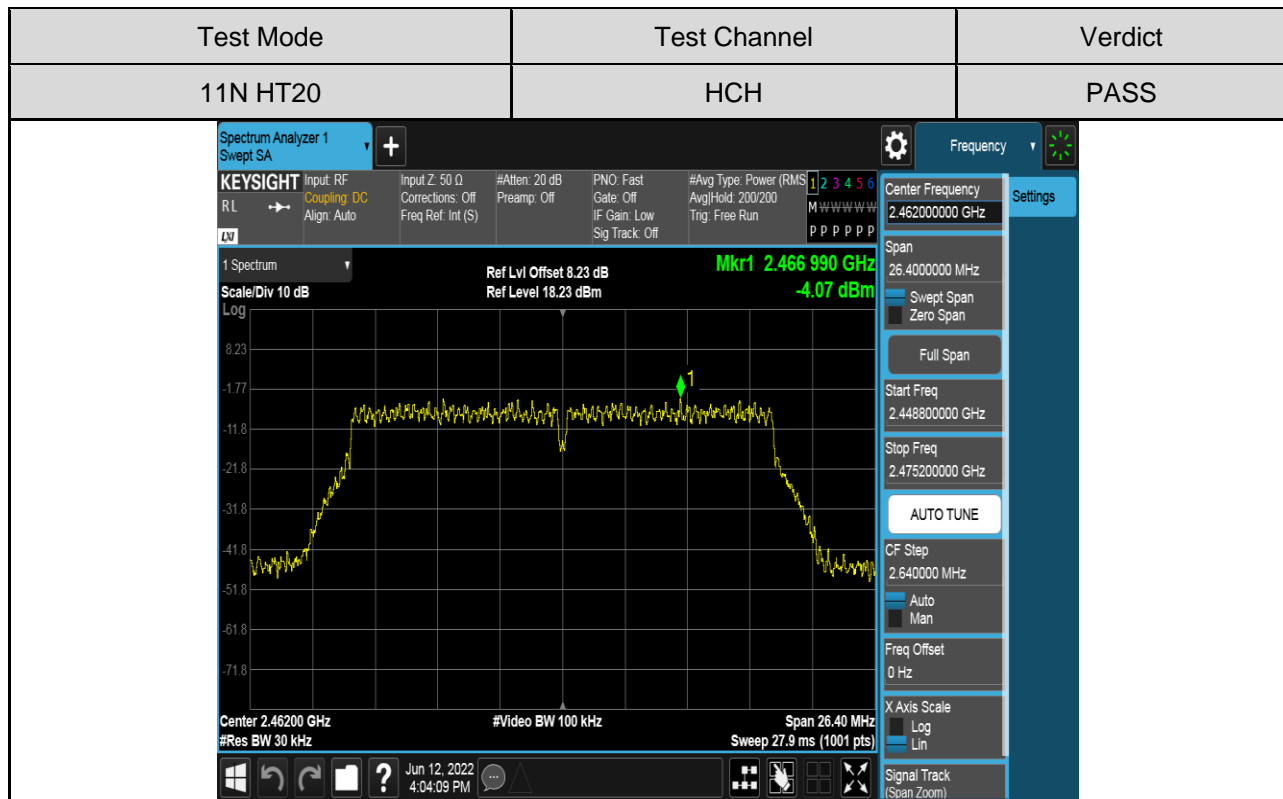 Test Mode Test Channel Verdict
11N HT20 HCH PASS
Spectrum Analyzer 1
Swept SA
Frequency
KEYSIGHT Input: RF Input Z: 50 Ω #Atten: 20 dB PNO: Fast #Avg Type: Power (RMS 1 2 3 4 5 6
RL Coupling: DC Corrections: Off Preamp: Off Gate: Off Avg|Hold: 200/200 M W W W W W
Align: Auto Freq Ref: Int (S) IF Gain: Low Trig: Free Run
LXI Sig Track: Off P P P P P P
1 Spectrum Ref Lvl Offset 8.23 dB Mkr1 2.466 990 GHz
Scale/Div 10 dB Ref Level 18.23 dBm -4.07 dBm
Log
8.23
1
-1.77
-11.8
-21.8
-31.8
-41.8
-51.8
-61.8
-71.8
Center 2.46200 GHz #Video BW 100 kHz Span 26.40 MHz
#Res BW 30 kHz Sweep 27.9 ms (1001 pts)
Center Frequency
2.462000000 GHz
Settings
Span
26.4000000 MHz
Swept Span
Zero Span
Full Span
Start Freq
2.448800000 GHz
Stop Freq
2.475200000 GHz
AUTO TUNE
CF Step
2.640000 MHz
Auto
Man
Freq Offset
0 Hz
X Axis Scale
Log
Lin
Signal Track
(Span Zoom)
? Jun 12, 2022
4:04:09 PM